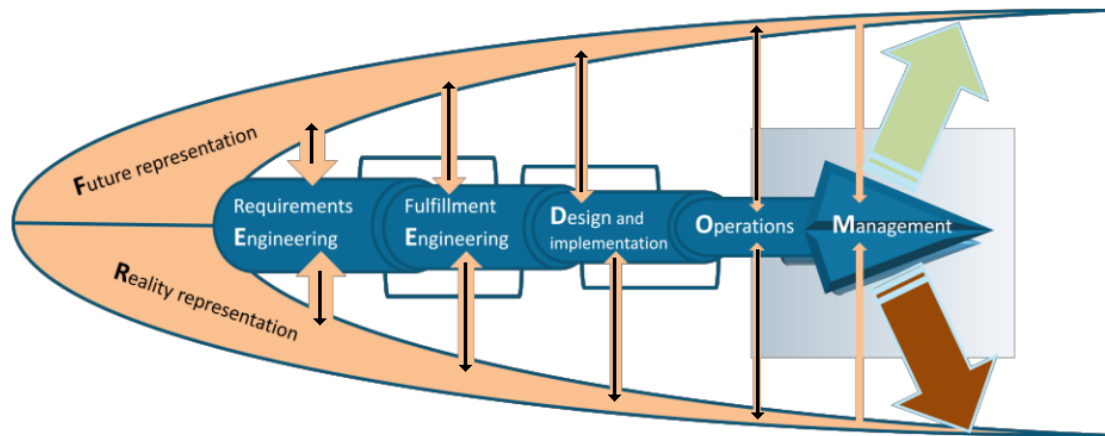 Future representation
Requirements
Engineering
Fulfillment
Engineering
Design and
implementation
Operations
Management
Reality representation